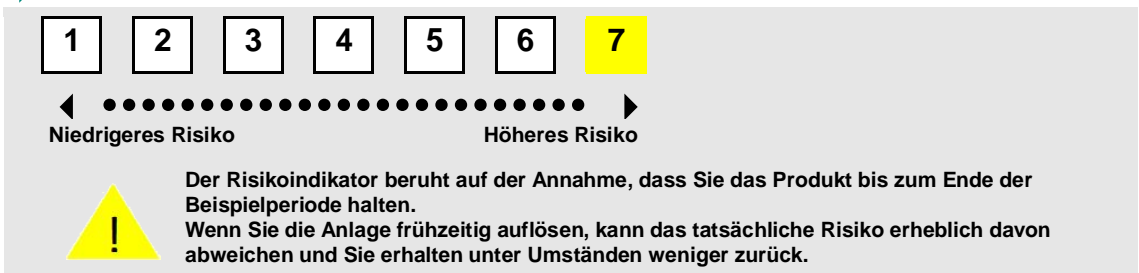 1 2 3 4 5 6 7
Niedrigeres Risiko Höheres Risiko
! Der Risikoindikator beruht auf der Annahme, dass Sie das Produkt bis zum Ende der
Beispielperiode halten.
Wenn Sie die Anlage frühzeitig auflösen, kann das tatsächliche Risiko erheblich davon
abweichen und Sie erhalten unter Umständen weniger zurück.